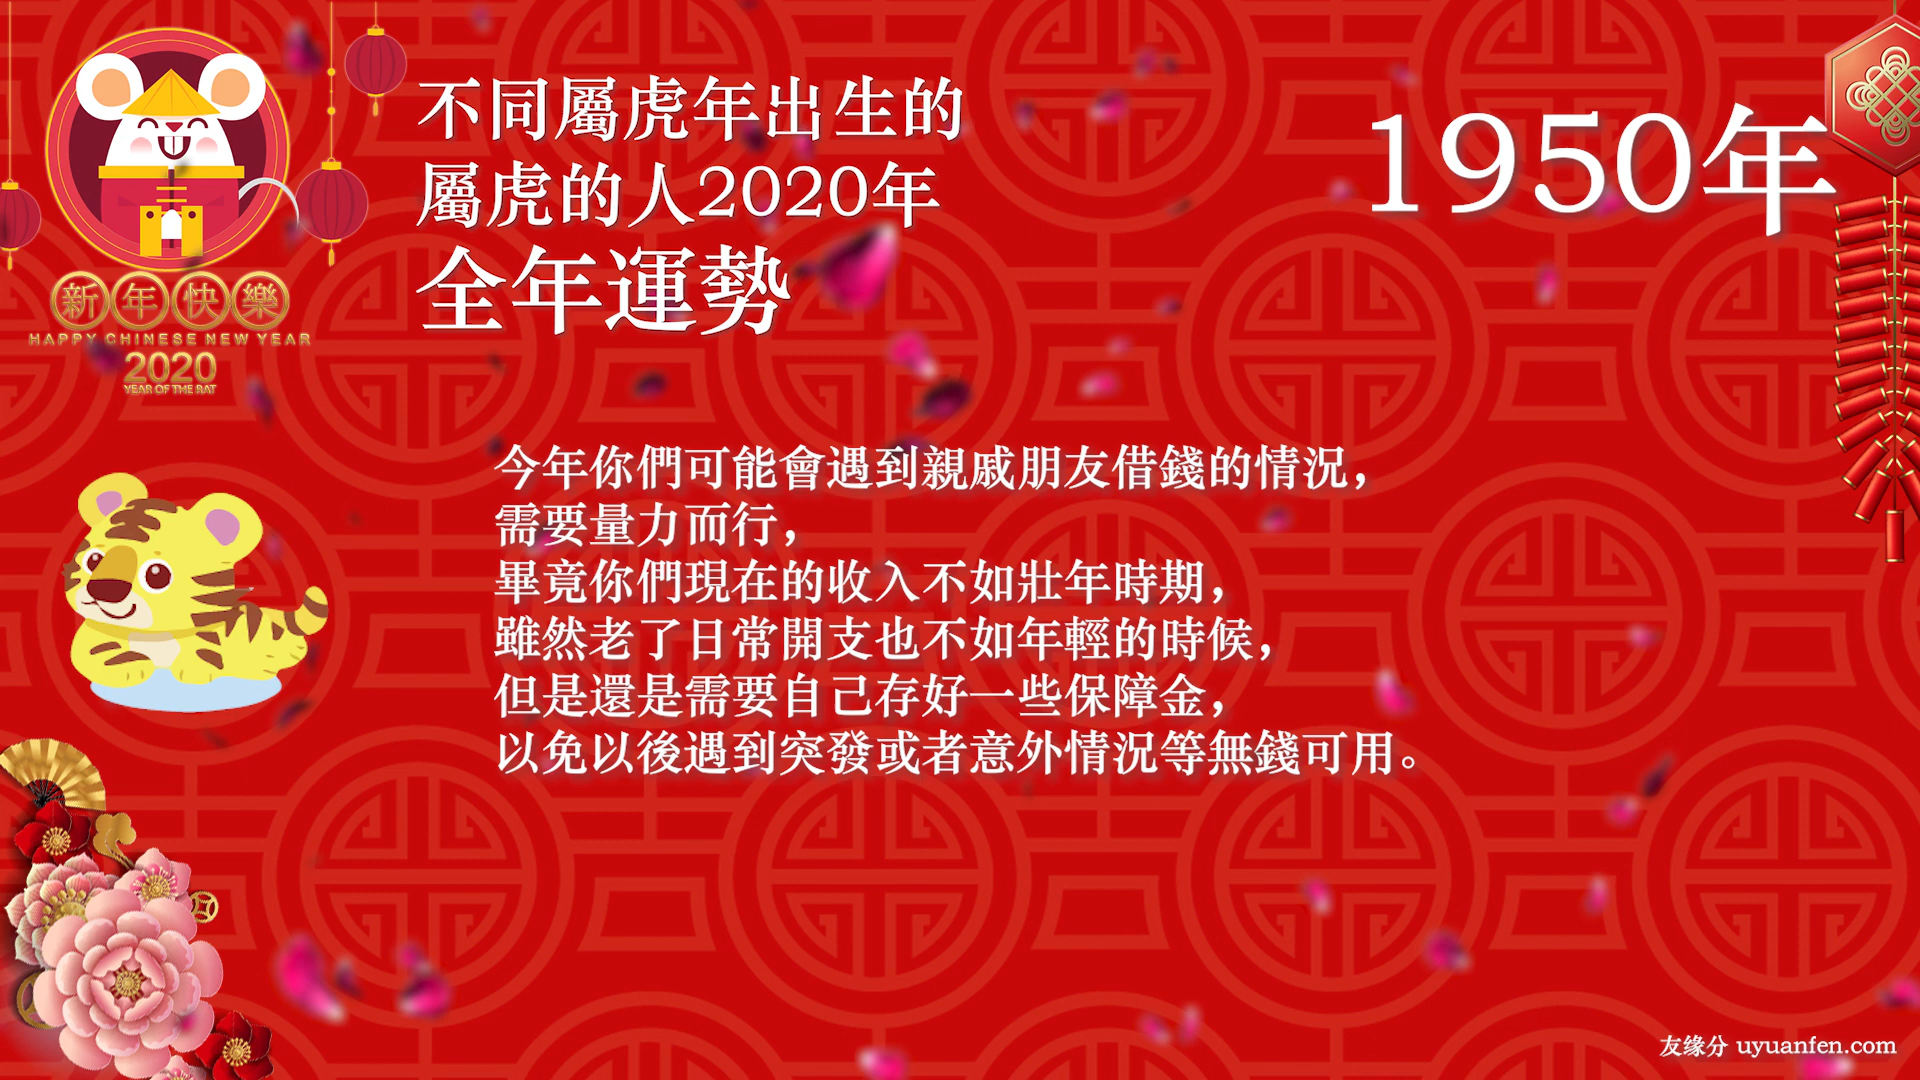 新年快樂
HAPPY CHINESE NEW YEAR
2020
YEAR OF THE RAT
不同屬虎年出生的
屬虎的人2020年
全年運勢
1950年
今年你們可能會遇到親戚朋友借錢的情況，
需要量力而行，
畢竟你們現在的收入不如壯年時期，
雖然老了日常開支也不如年輕的時候，
但是還是需要自己存好一些保障金，
以免以後遇到突發或者意外情況等無錢可用。
友缘分 uyuanfen.com